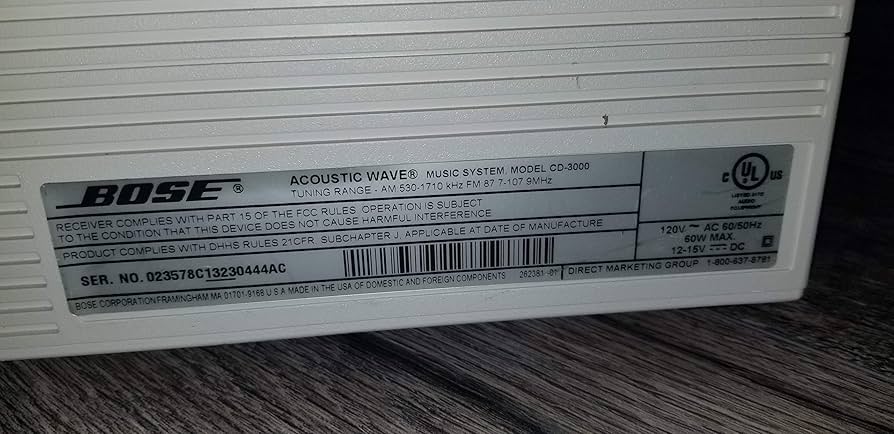 BOSE®
ACOUSTIC WAVE® MUSIC SYSTEM, MODEL CD-3000
TUNING RANGE - AM 530-1710 kHz FM 87 7-107 9MHz
RECEIVER COMPLIES WITH PART 15 OF THE FCC RULES OPERATION IS SUBJECT
TO THE CONDITION THAT THIS DEVICE DOES NOT CAUSE HARMFUL INTERFERENCE
PRODUCT COMPLIES WITH DHHS RULES 21CFR, SUBCHAPTER J, APPLICABLE AT DATE OF MANUFACTURE
SER. NO. 023578C13230444AC
BOSE CORPORATION FRAMINGHAM MA 01701-9168 U S A MADE IN THE USA OF DOMESTIC AND FOREIGN COMPONENTS
262381 -01
C UL US
LISTED
AUDIO
EQUIPMENT
120V ~ AC 60/50Hz
60W MAX.
12-15V ⎓ DC
DIRECT MARKETING GROUP 1-800-637-8781